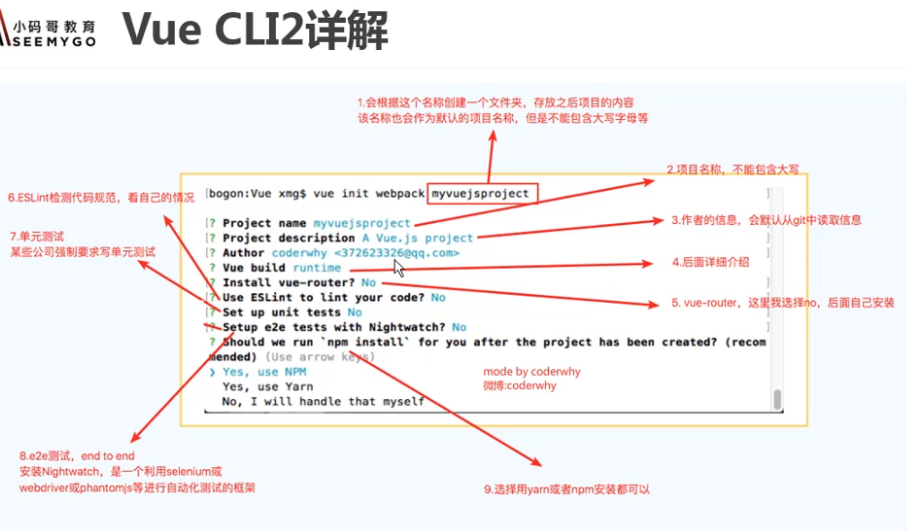 小码哥教育
SEEMYGO
Vue CLI2详解
1.会根据这个名称创建一个文件夹，存放之后项目的内容
该名称也会作为默认的项目名称，但是不能包含大写字母等
2.项目名称，不能包含大写
[bogon:Vue xmg$ vue init webpack myvuejsproject ]
6.ESLint检测代码规范，看自己的情况
[? Project name myvuejsproject ]
3.作者的信息，会默认从git中读取信息
7.单元测试
某些公司强制要求写单元测试
[? Project description A Vue.js project ]
[? Author coderwhy <372623326@qq.com> ]
4.后面详细介绍
? Vue build runtime
[? Install vue-router? No ]
5. vue-router，这里我选择no，后面自己安装
[? Use ESLint to lint your code? No ]
[? Set up unit tests No ]
[? Setup e2e tests with Nightwatch? No ]
? Should we run `npm install` for you after the project has been created? (recom
mended) (Use arrow keys)
❯ Yes, use NPM
Yes, use Yarn
No, I will handle that myself
mode by coderwhy
微博:coderwhy
8.e2e测试，end to end
安装Nightwatch，是一个利用selenium或
webdriver或phantomjs等进行自动化测试的框架
9.选择用yarn或者npm安装都可以